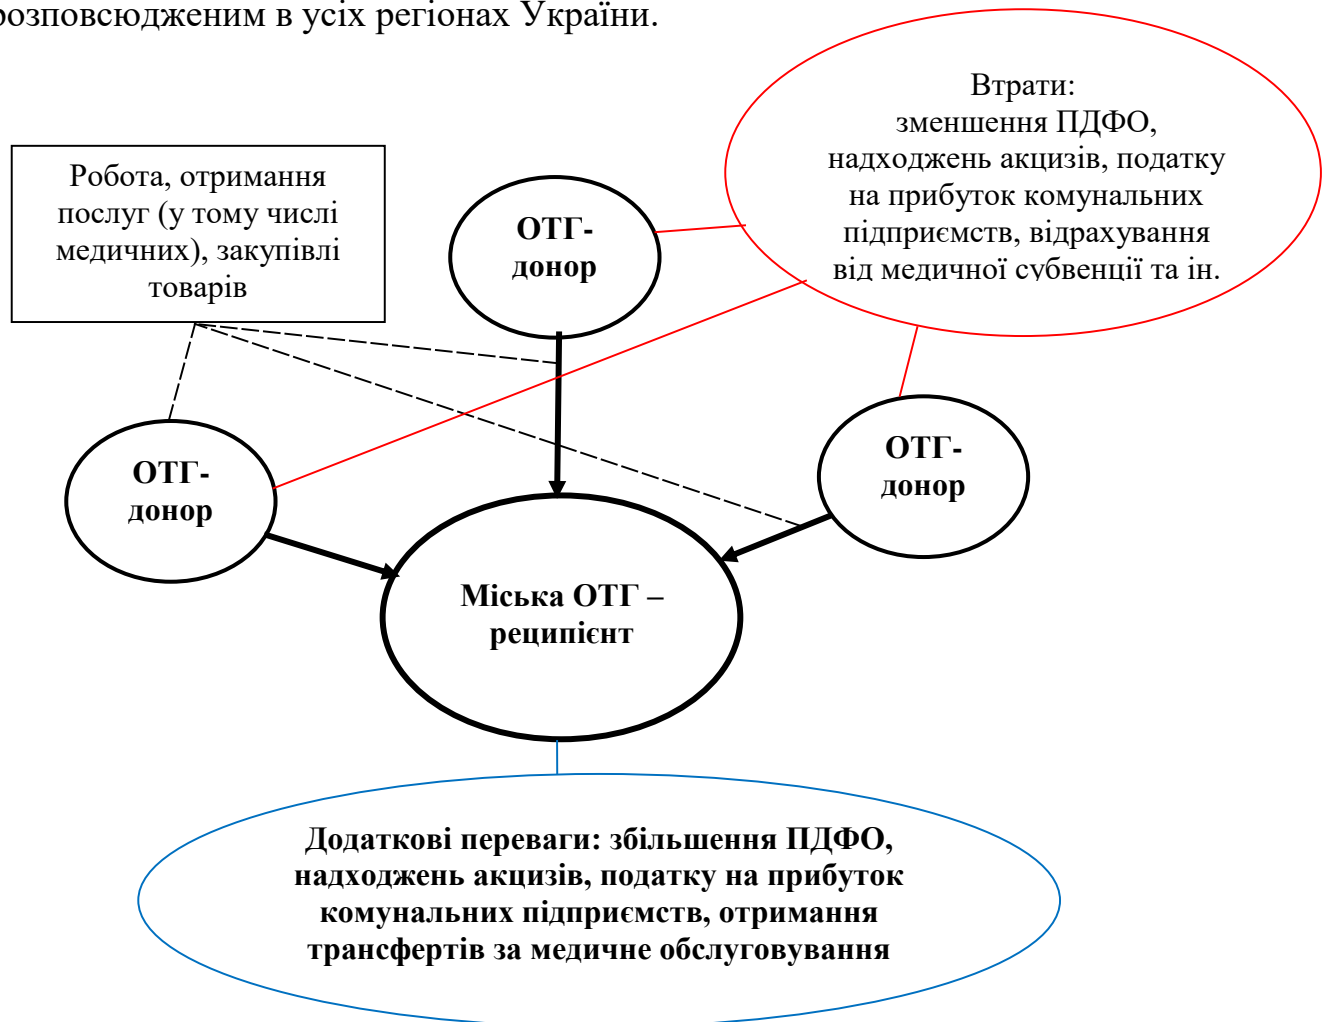 розповсюдженим в усіх регіонах України.
Втрати:
зменшення ПДФО,
надходжень акцизів, податку
на прибуток комунальних
підприємств, відрахування
від медичної субвенції та ін.
Робота, отримання
послуг (у тому числі
медичних), закупівлі
товарів
ОТГ-
донор
ОТГ-
донор
ОТГ-
донор
Міська ОТГ –
реципієнт
Додаткові переваги: збільшення ПДФО,
надходжень акцизів, податку на прибуток
комунальних підприємств, отримання
трансфертів за медичне обслуговування